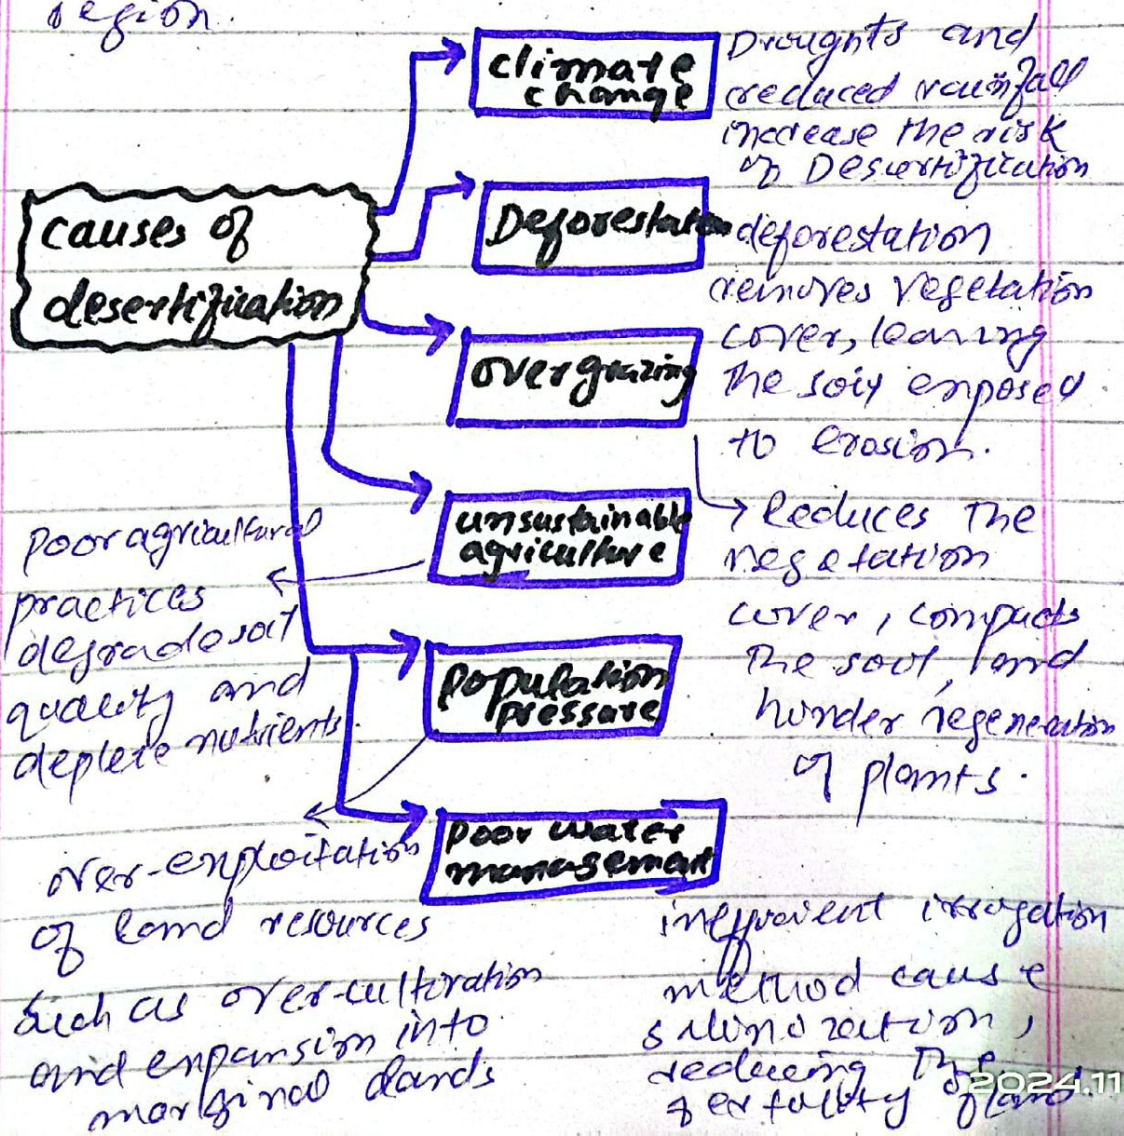 region.
climate
change
Droughts and
reduced rainfall
increase the risk
of Desertification
causes of
desertification
Deforestation
deforestation
removes vegetation
cover, leaving
the soil exposed
to erosion.
overgrazing
Reduces the
vegetation
cover, compacts
the soil, and
hinder regeneration
of plants.
unsustainable
agriculture
Poor agricultural
practices
degrade soil
quality and
deplete nutrients.
Population
pressure
over-exploitation
of land resources
such as over-cultivation
and expansion into
marginal lands
Poor water
management
inefficient irrigation
method cause
salinization,
reducing the
fertility of land.
2024.11